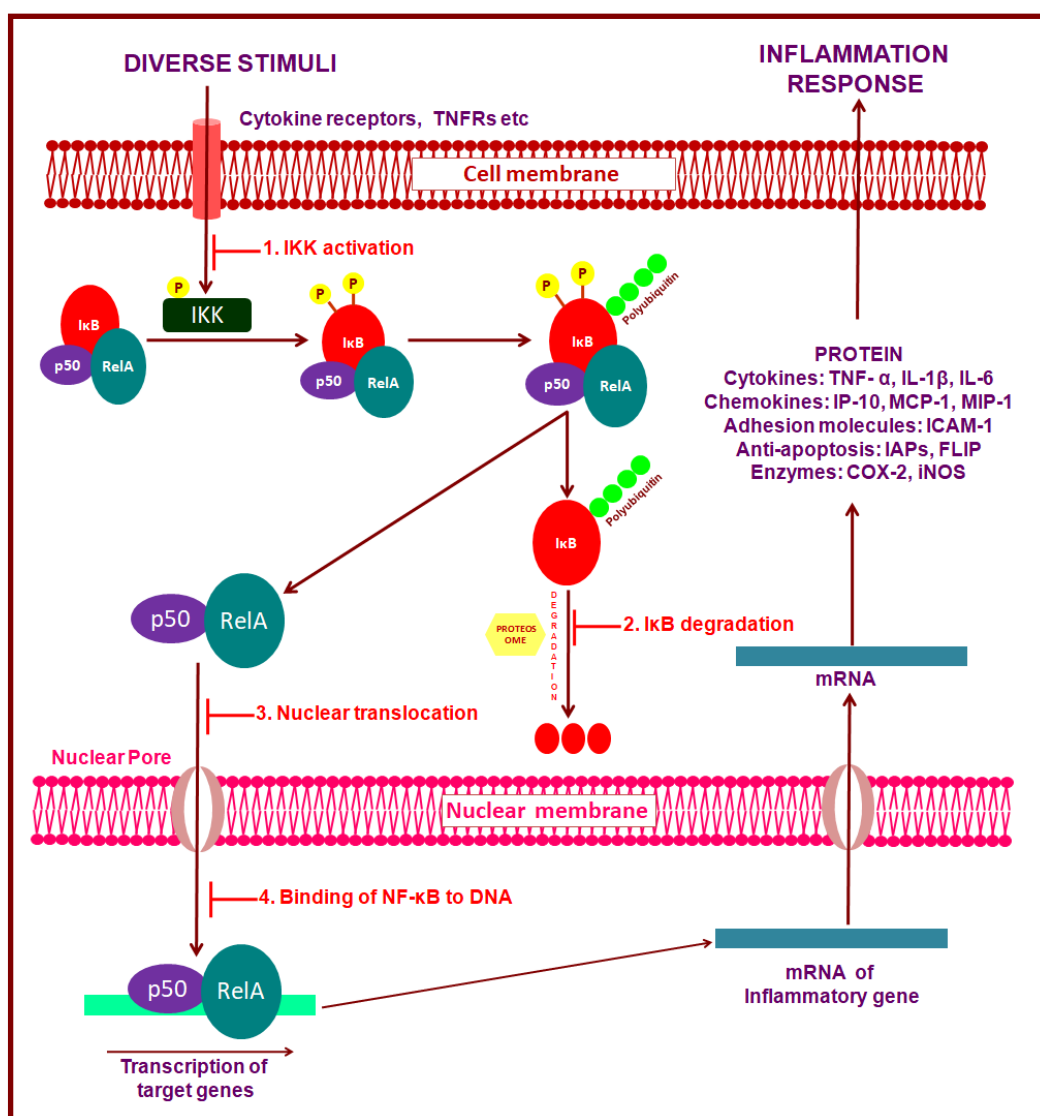 DIVERSE STIMULI
INFLAMMATION
RESPONSE
Cytokine receptors, TNFRs etc
Cell membrane
1. IKK activation
P
IKK
IκB
p50
RelA
P
P
IκB
p50
RelA
P
P
Polyubiquitin
IκB
p50
RelA
PROTEIN
Cytokines: TNF- α, IL-1β, IL-6
Chemokines: IP-10, MCP-1, MIP-1
Adhesion molecules: ICAM-1
Anti-apoptosis: IAPs, FLIP
Enzymes: COX-2, iNOS
Polyubiquitin
IκB
p50
RelA
PROTEOS
OME
DEGRADATION
2. IκB degradation
mRNA
3. Nuclear translocation
Nuclear Pore
Nuclear membrane
4. Binding of NF-κB to DNA
p50
RelA
mRNA of
Inflammatory gene
Transcription of
target genes